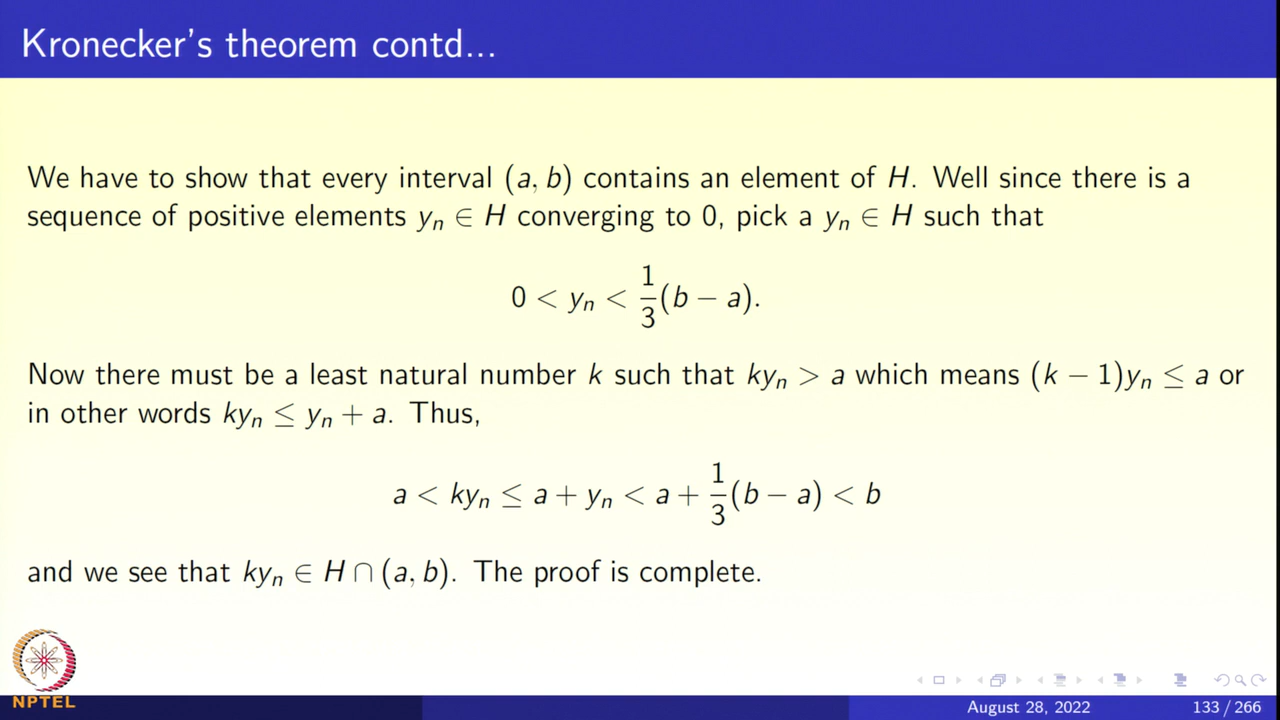 Kronecker's theorem contd...
We have to show that every interval (a, b) contains an element of H. Well since there is a
sequence of positive elements yₙ ∈ H converging to 0, pick a yₙ ∈ H such that
0 < yₙ < 1/3 (b − a).
Now there must be a least natural number k such that kyₙ > a which means (k − 1)yₙ ≤ a or
in other words kyₙ ≤ yₙ + a. Thus,
a < kyₙ ≤ a + yₙ < a + 1/3 (b − a) < b
and we see that kyₙ ∈ H ∩ (a, b). The proof is complete.
NPTEL
August 28, 2022 133 / 266